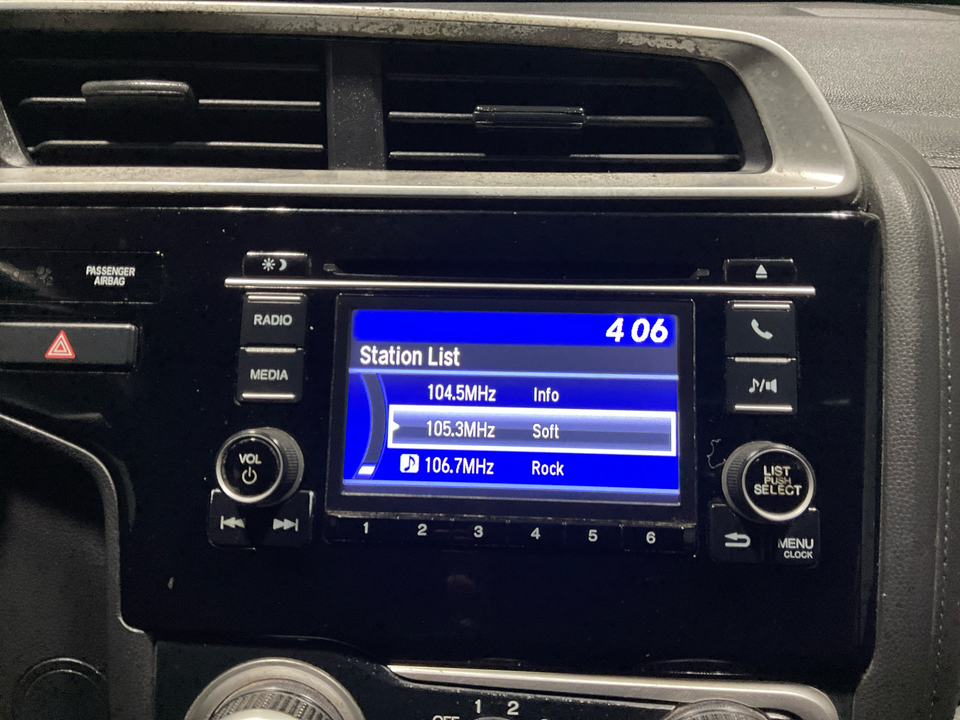 PASSENGER
AIRBAG
RADIO
MEDIA
4 06
Station List
104.5MHz Info
105.3MHz Soft
106.7MHz Rock
VOL
LIST
PUSH
SELECT
1 2 3 4 5 6
MENU
CLOCK
1 2
OFF